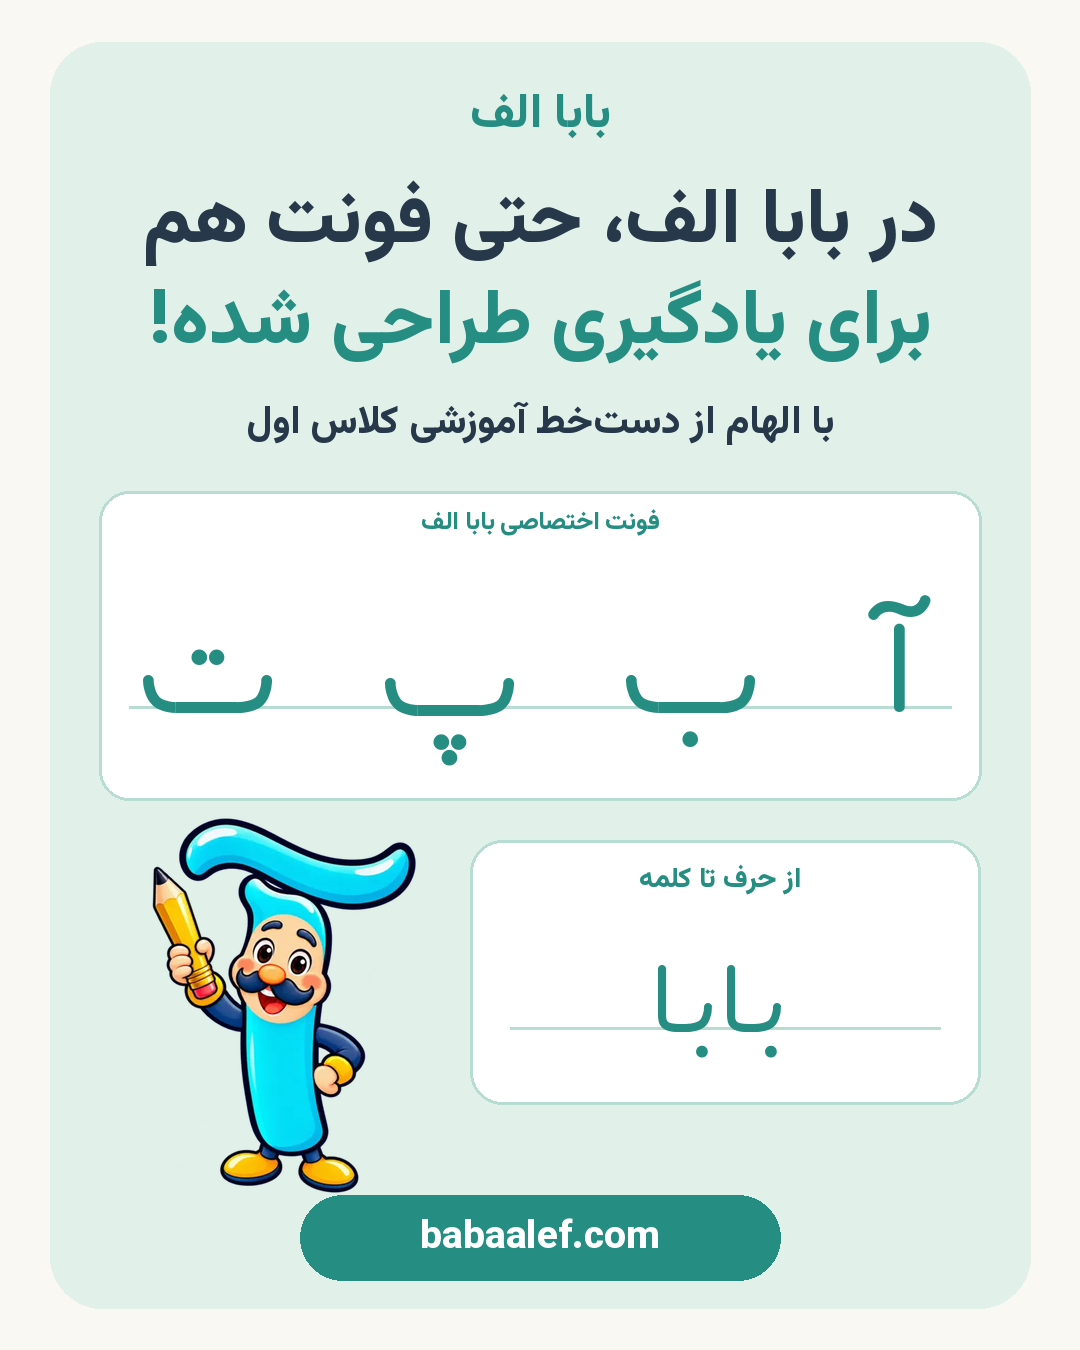 بابا الف
در بابا الف، حتی فونت هم
برای یادگیری طراحی شده!
با الهام از دست‌خط آموزشی کلاس اول
فونت اختصاصی بابا الف
آ ب پ ت
از حرف تا کلمه
بابا
babaalef.com